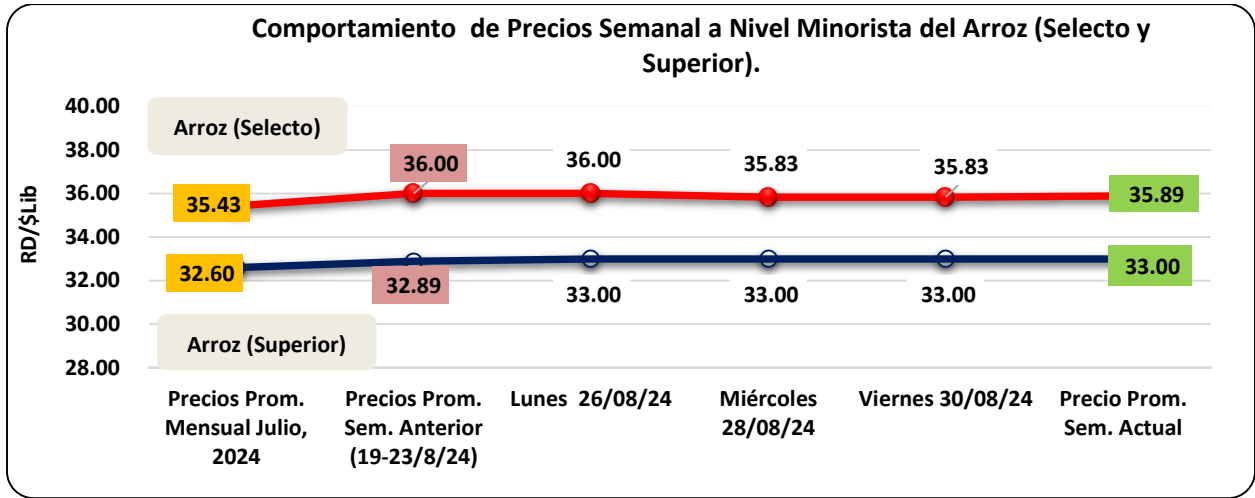 Comportamiento de Precios Semanal a Nivel Minorista del Arroz (Selecto y
Superior).
RD/$Lib
40.00
38.00
36.00
34.00
32.00
30.00
28.00
Arroz (Selecto)
35.43
36.00
36.00
35.83
35.83
35.89
32.60
32.89
33.00
33.00
33.00
33.00
Arroz (Superior)
Precios Prom.
Mensual Julio,
2024
Precios Prom.
Sem. Anterior
(19-23/8/24)
Lunes 26/08/24
Miércoles
28/08/24
Viernes 30/08/24
Precio Prom.
Sem. Actual